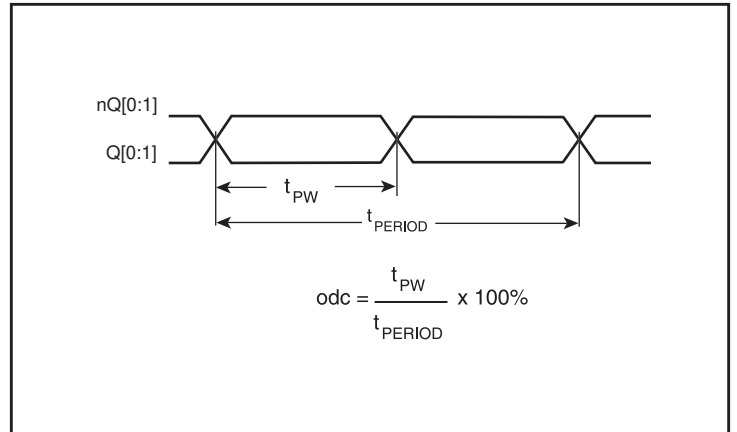 nQ[0:1]
Q[0:1]
tPW
tPERIOD
odc = tPW / tPERIOD x 100%